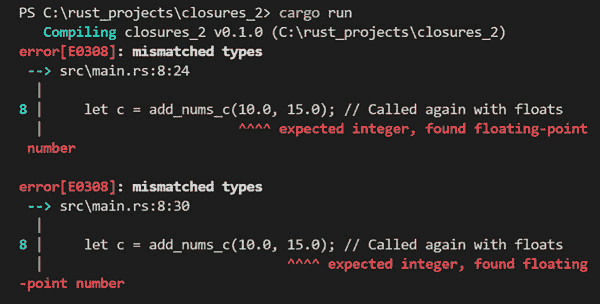 PS C:\rust_projects\closures_2> cargo run
   Compiling closures_2 v0.1.0 (C:\rust_projects\closures_2)
error[E0308]: mismatched types
 --> src\main.rs:8:24
  |
8 |     let c = add_nums_c(10.0, 15.0); // Called again with floats
  |                        ^^^^ expected integer, found floating-point
 number

error[E0308]: mismatched types
 --> src\main.rs:8:30
  |
8 |     let c = add_nums_c(10.0, 15.0); // Called again with floats
  |                              ^^^^ expected integer, found floating
-point number